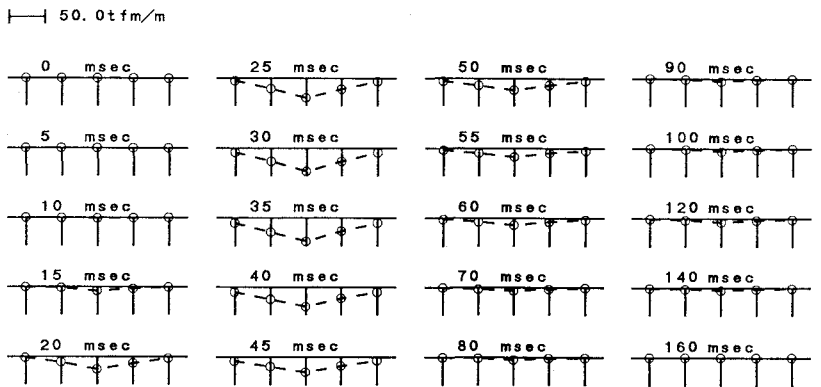 50.0tfm/m
0 msec 25 msec 50 msec 90 msec
5 msec 30 msec 55 msec 100 msec
10 msec 35 msec 60 msec 120 msec
15 msec 40 msec 70 msec 140 msec
20 msec 45 msec 80 msec 160 msec